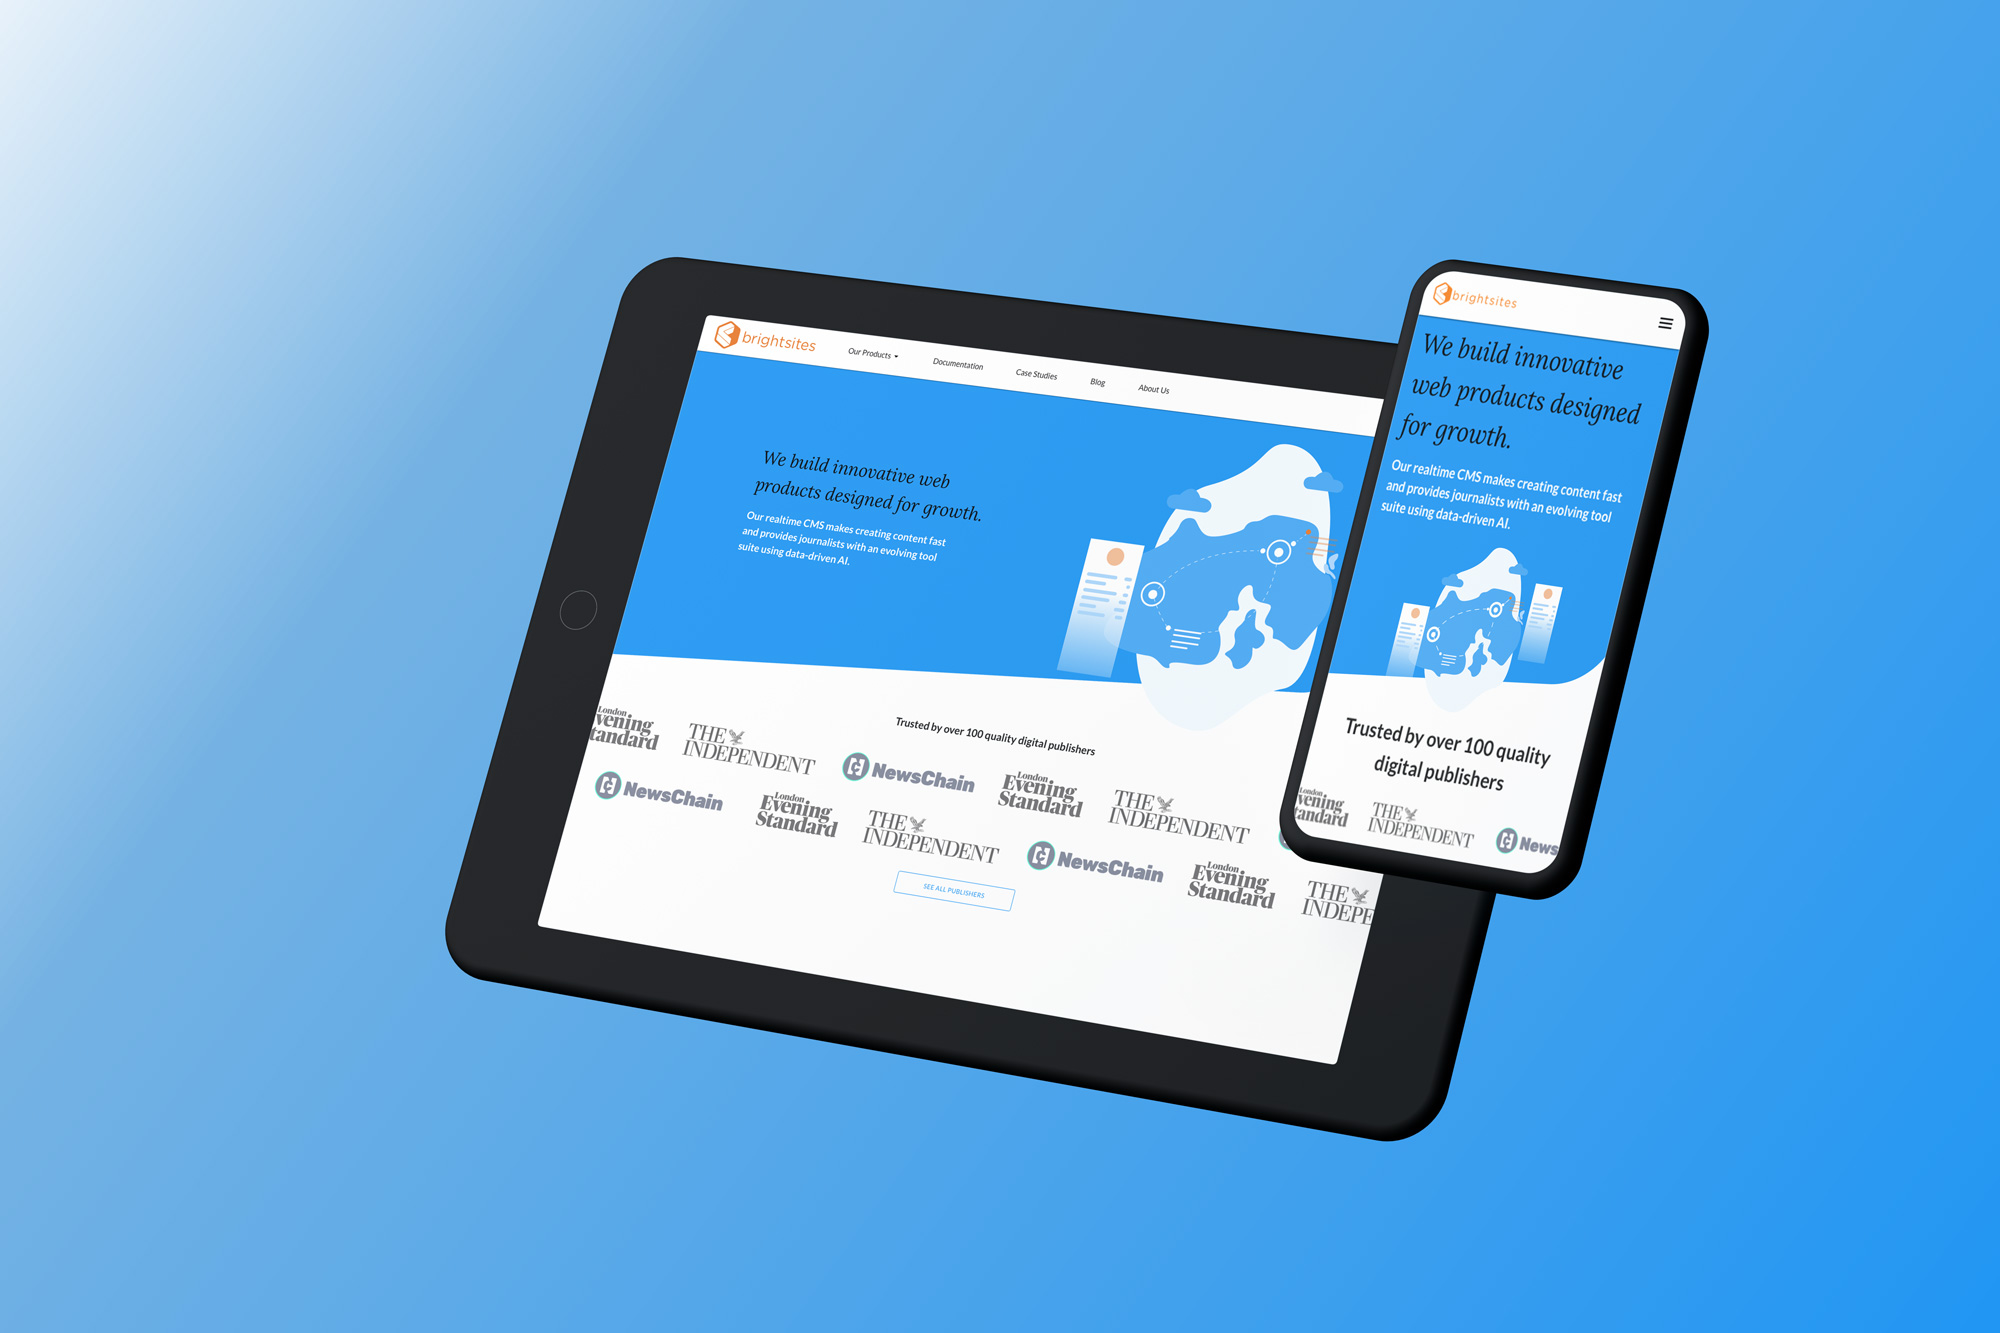 brightsites
Our Products
Documentation
Case Studies
Blog
About Us
We build innovative web
products designed for growth.
Our realtime CMS makes creating content fast
and provides journalists with an evolving tool
suite using data-driven AI.
Trusted by over 100 quality digital publishers
London
vening
tandard
THE
INDEPENDENT
NewsChain
London
Evening
Standard
THE
INDEPENDENT
NewsChain
London
Evening
Standard
THE
INDEPENDENT
NewsChain
London
Evening
Standard
THE
INDEPE
SEE ALL PUBLISHERS
brightsites
We build innovative
web products designed
for growth.
Our realtime CMS makes creating content fast
and provides journalists with an evolving tool
suite using data-driven AI.
Trusted by over 100 quality
digital publishers
London
vening
tandard
THE
INDEPENDENT
News